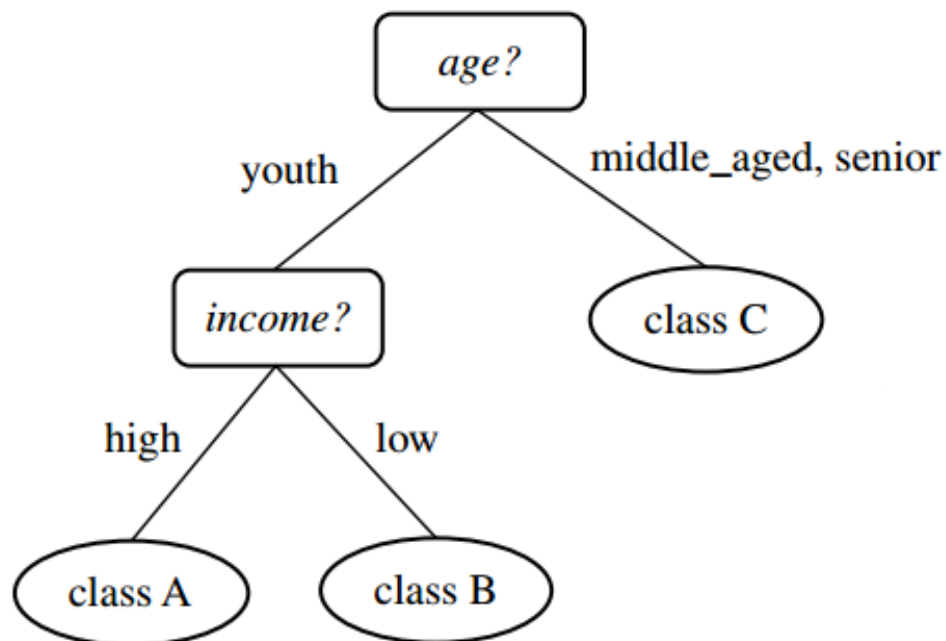 age?
youth
middle_aged, senior
income?
class C
high
low
class A
class B